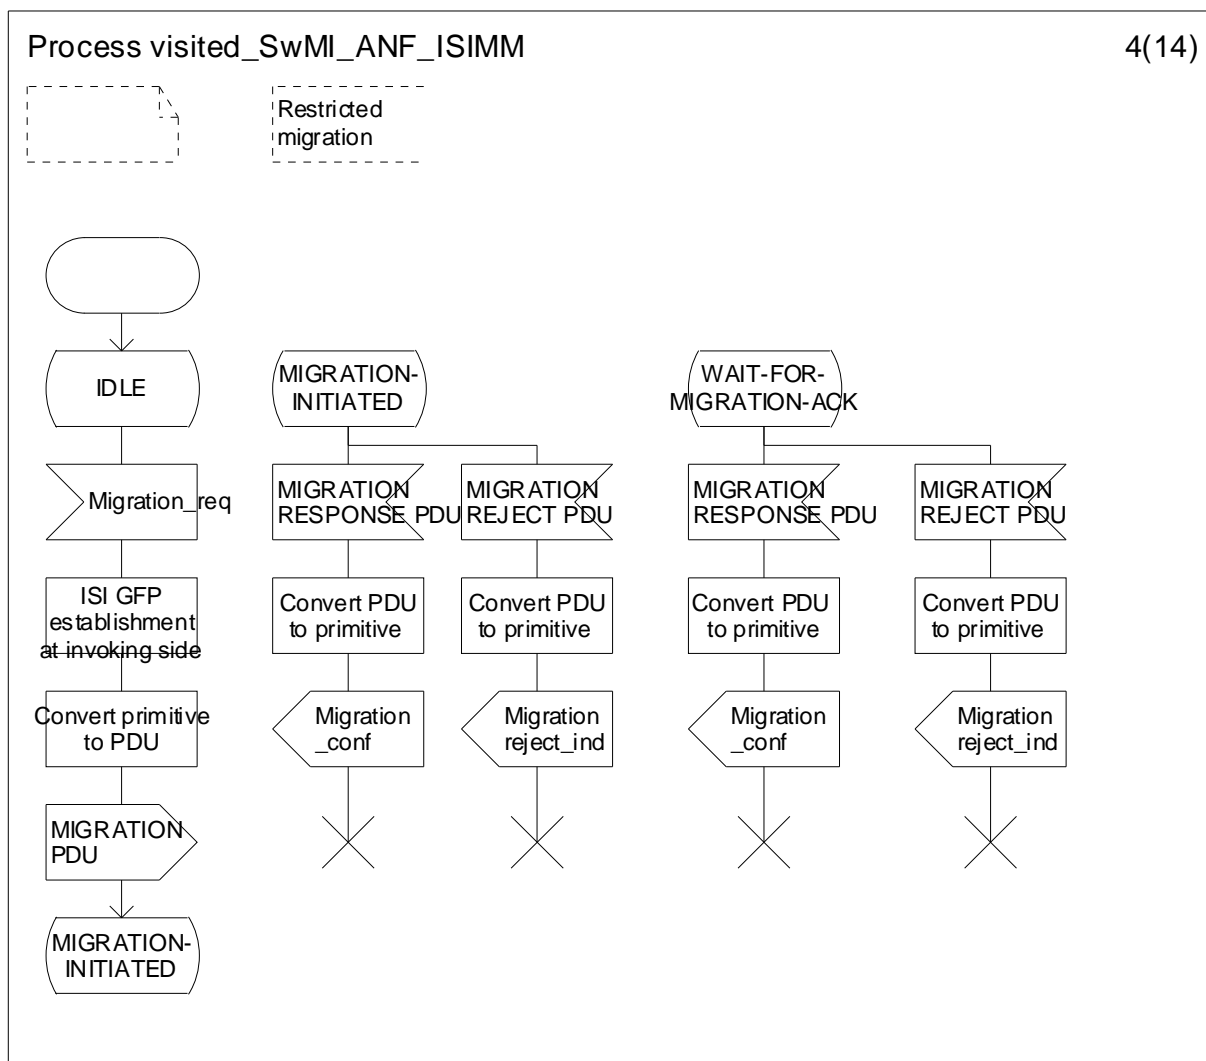 Process visited_SwMI_ANF_ISIMM
4(14)
Restricted
migration
IDLE
Migration_req
ISI GFP
establishment
at invoking side
Convert primitive
to PDU
MIGRATION
PDU
MIGRATION-
INITIATED
MIGRATION-
INITIATED
MIGRATION
RESPONSE PDU
Convert PDU
to primitive
Migration
_conf
MIGRATION
REJECT PDU
Convert PDU
to primitive
Migration
reject_ind
WAIT-FOR-
MIGRATION-ACK
MIGRATION
RESPONSE PDU
Convert PDU
to primitive
Migration
_conf
MIGRATION
REJECT PDU
Convert PDU
to primitive
Migration
reject_ind